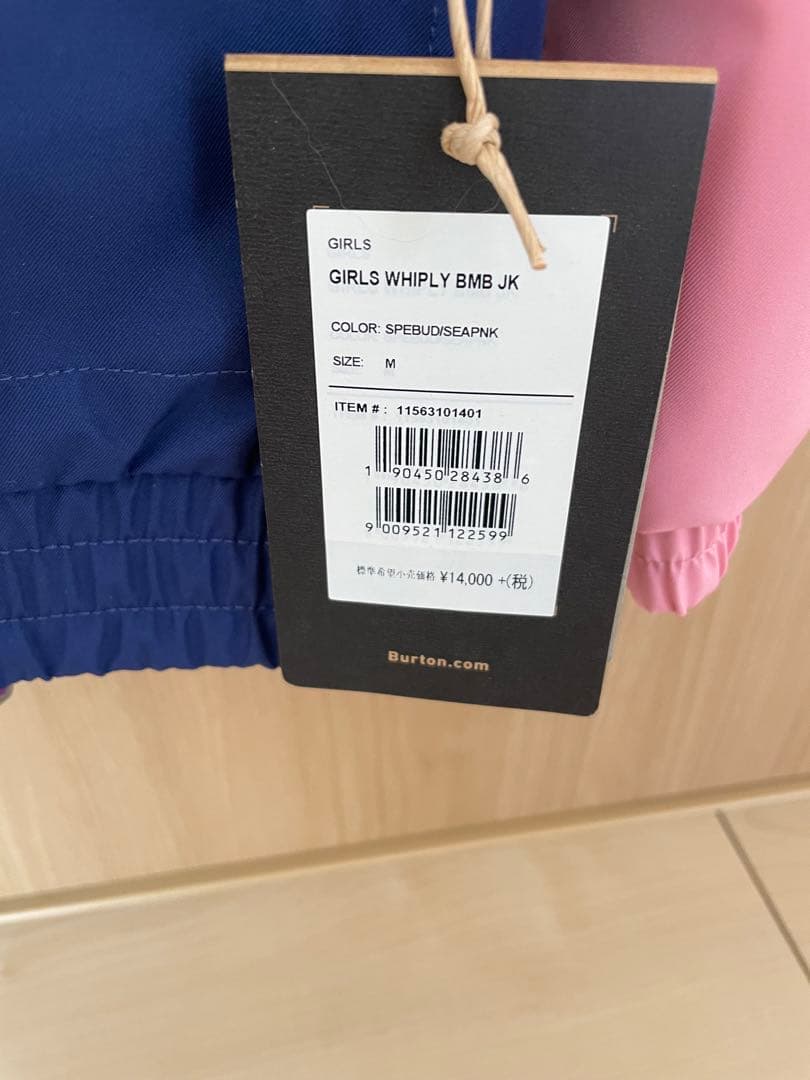 GIRLS
GIRLS WHIPLY BMB JK
COLOR: SPEBUD/SEAPNK
SIZE: M
ITEM # : 11563101401
1 90450 28438 6
9 009521 122599
標準希望小売価格 ¥14,000 +(税)
Burton.com